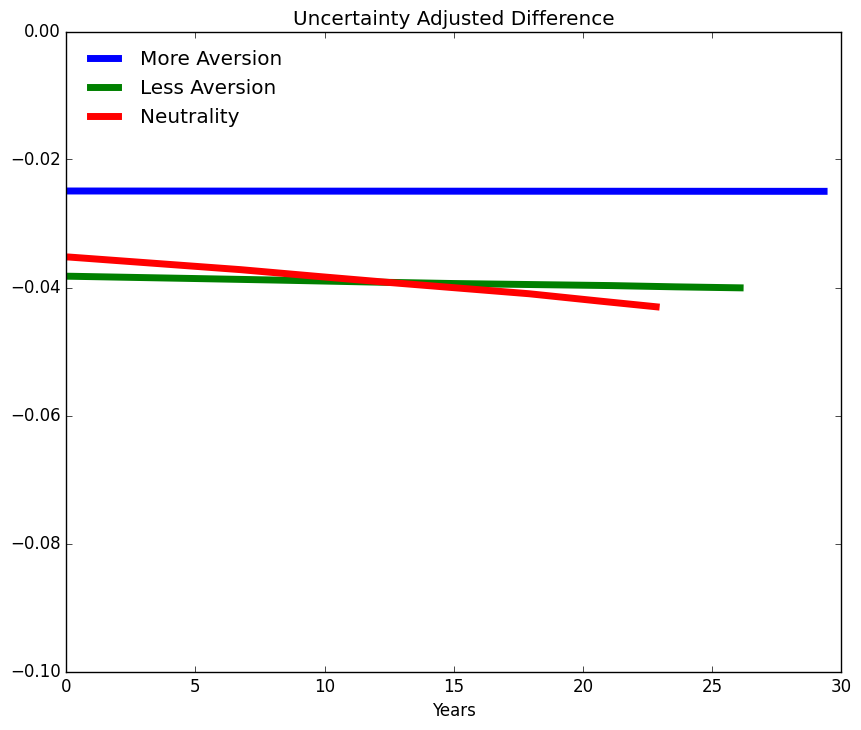 Uncertainty Adjusted Difference
0.00
−0.02
−0.04
−0.06
−0.08
−0.10
More Aversion
Less Aversion
Neutrality
0 5 10 15 20 25 30
Years